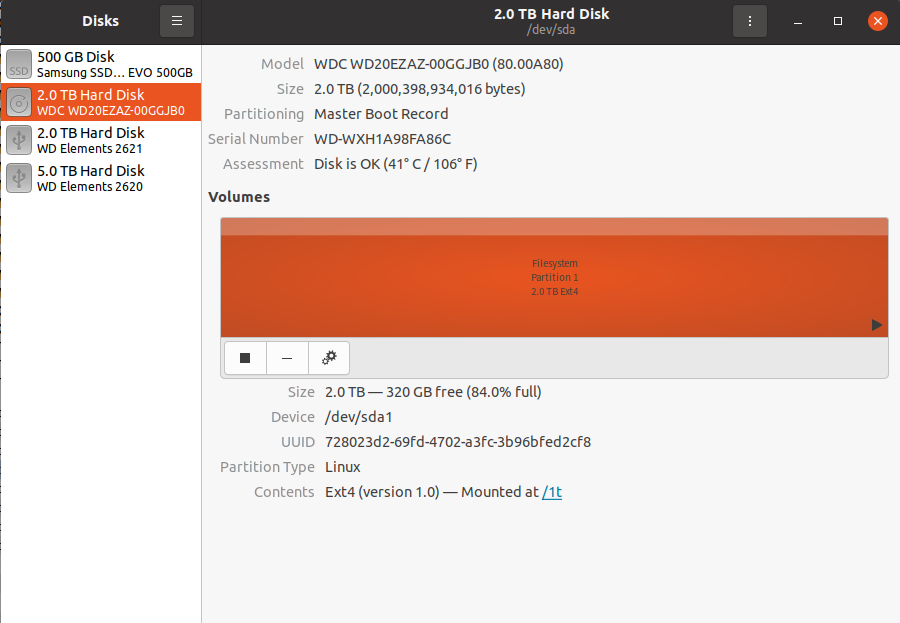 Disks
2.0 TB Hard Disk
/dev/sda
500 GB Disk
Samsung SSD... EVO 500GB
SSD
2.0 TB Hard Disk
WDC WD20EZAZ-00GGJB0
2.0 TB Hard Disk
WD Elements 2621
5.0 TB Hard Disk
WD Elements 2620
Model WDC WD20EZAZ-00GGJB0 (80.00A80)
Size 2.0 TB (2,000,398,934,016 bytes)
Partitioning Master Boot Record
Serial Number WD-WXH1A98FA86C
Assessment Disk is OK (41° C / 106° F)
Volumes
Filesystem
Partition 1
2.0 TB Ext4
Size 2.0 TB — 320 GB free (84.0% full)
Device /dev/sda1
UUID 728023d2-69fd-4702-a3fc-3b96bfed2cf8
Partition Type Linux
Contents Ext4 (version 1.0) — Mounted at /1t